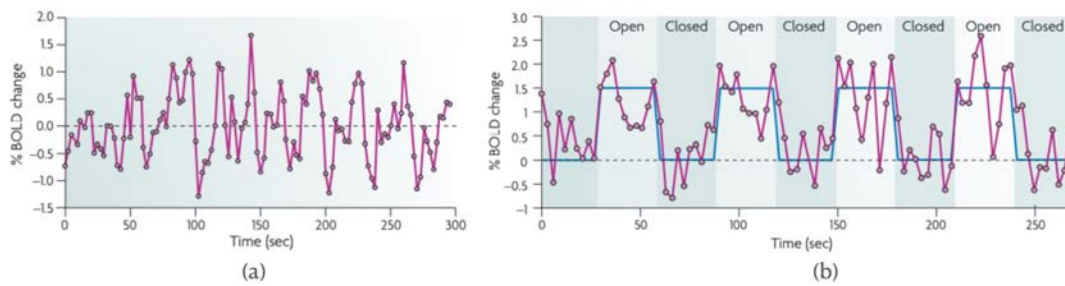 2.0
1.5
1.0
0.5
0.0
–0.5
–1.0
–1.5
% BOLD change
0
50
100
150
200
250
300
Time (sec)
(a)
3.0
2.5
2.0
1.5
1.0
0.5
0
–0.5
–1
% BOLD change
Open
Closed
Open
Closed
Open
Closed
Open
Closed
0
50
100
150
200
250
Time (sec)
(b)